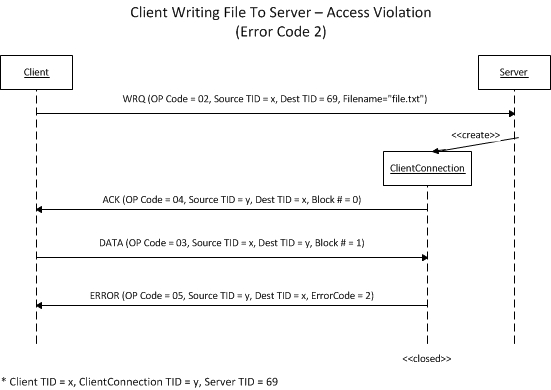 Client Writing File To Server – Access Violation
(Error Code 2)
Client
Server
WRQ (OP Code = 02, Source TID = x, Dest TID = 69, Filename="file.txt")
<<create>>
ClientConnection
ACK (OP Code = 04, Source TID = y, Dest TID = x, Block # = 0)
DATA (OP Code = 03, Source TID = x, Dest TID = y, Block # = 1)
ERROR (OP Code = 05, Source TID = y, Dest TID = x, ErrorCode = 2)
<<closed>>
* Client TID = x, ClientConnection TID = y, Server TID = 69